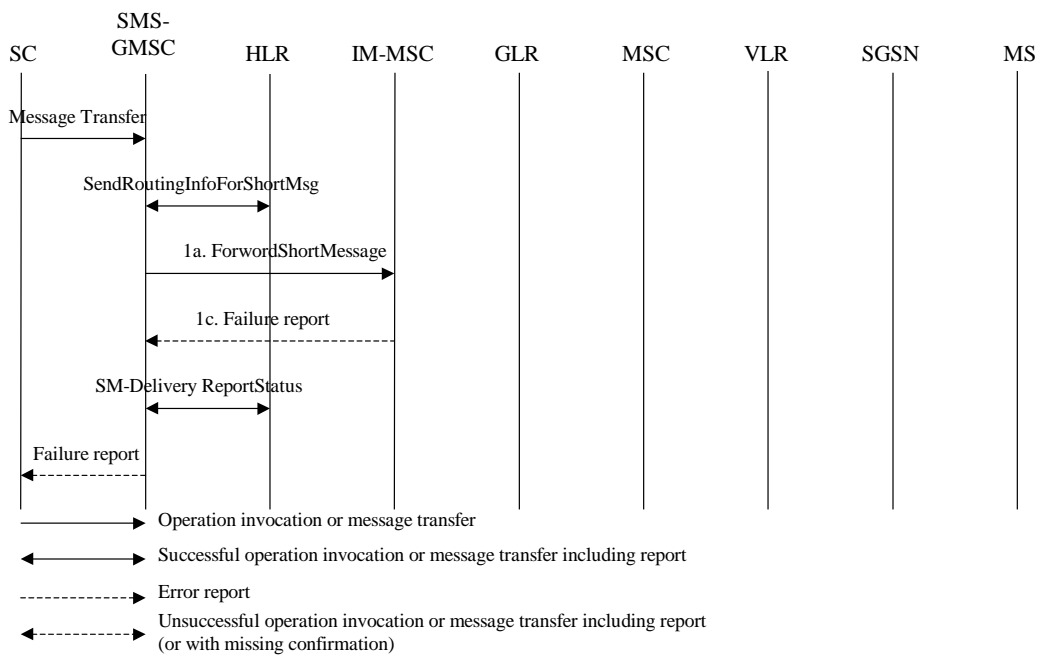 SC
SMS-
GMSC
HLR
IM-MSC
GLR
MSC
VLR
SGSN
MS
Message Transfer
SendRoutingInfoForShortMsg
1a. ForwordShortMessage
1c. Failure report
SM-Delivery ReportStatus
Failure report
Operation invocation or message transfer
Successful operation invocation or message transfer including report
Error report
Unsuccessful operation invocation or message transfer including report
(or with missing confirmation)